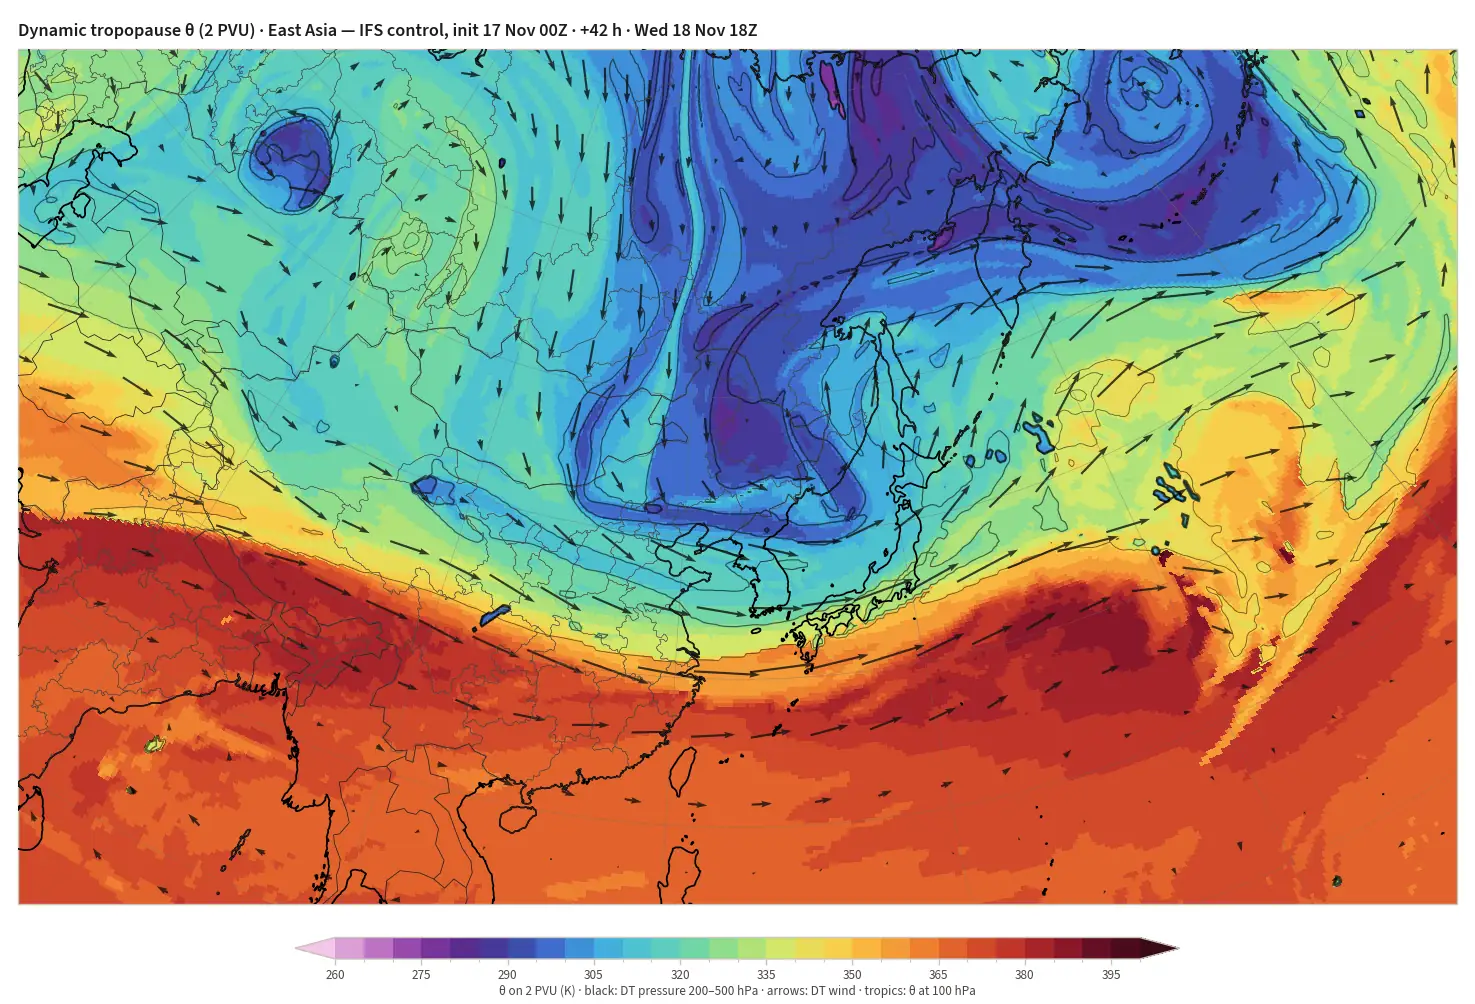 Dynamic tropopause θ (2 PVU) · East Asia — IFS control, init 17 Nov 00Z · +42 h · Wed 18 Nov 18Z
260 275 290 305 320 335 350 365 380 395
θ on 2 PVU (K) · black: DT pressure 200–500 hPa · arrows: DT wind · tropics: θ at 100 hPa